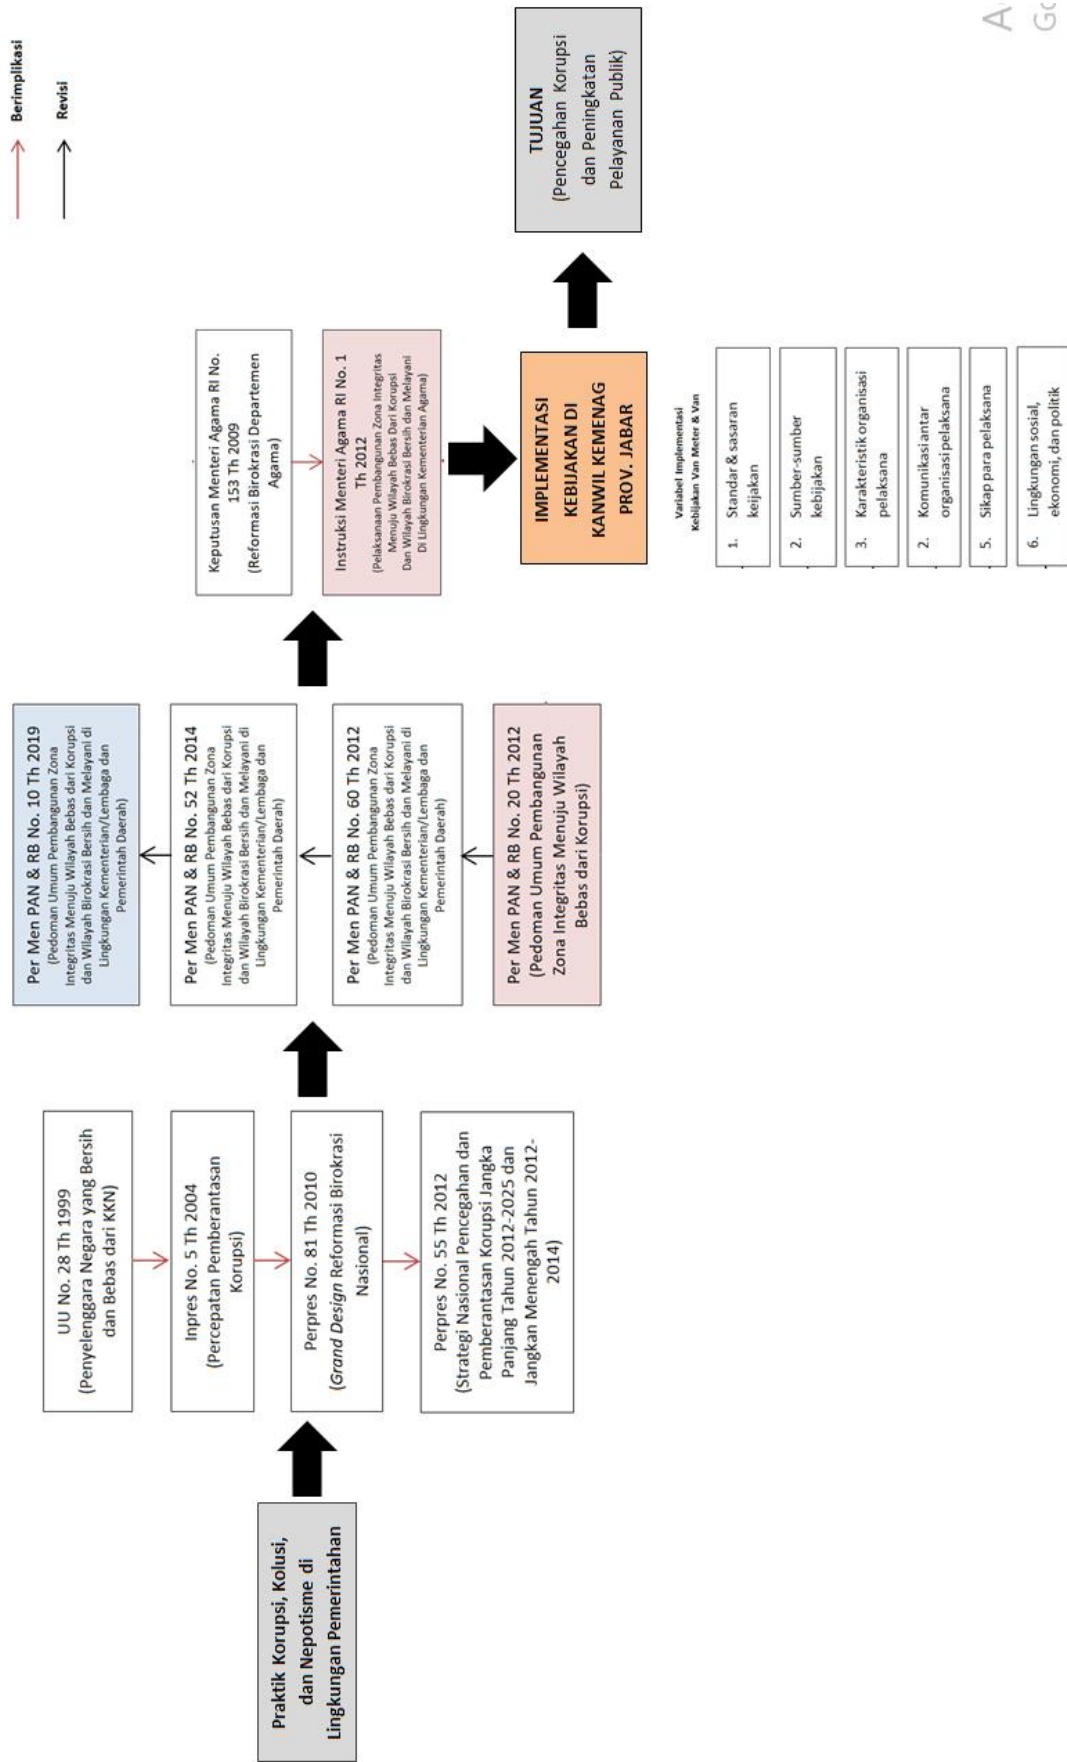 Praktik Korupsi, Kolusi,
dan Nepotisme di
Lingkungan Pemerintahan
UU No. 28 Th 1999
(Penyelenggara Negara yang Bersih
dan Bebas dari KKN)
Inpres No. 5 Th 2004
(Percepatan Pemberantasan
Korupsi)
Perpres No. 81 Th 2010
(Grand Design Reformasi Birokrasi
Nasional)
Perpres No. 55 Th 2012
(Strategi Nasional Pencegahan dan
Pemberantasan Korupsi Jangka
Panjang Tahun 2012-2025 dan
Jangkan Menengah Tahun 2012-
2014)
Per Men PAN & RB No. 10 Th 2019
(Pedoman Umum Pembangunan Zona
Integritas Menuju Wilayah Bebas dari Korupsi
dan Wilayah Birokrasi Bersih dan Melayani di
Lingkungan Kementerian/Lembaga dan
Pemerintah Daerah)
Per Men PAN & RB No. 52 Th 2014
(Pedoman Umum Pembangunan Zona
Integritas Menuju Wilayah Bebas dari Korupsi
dan Wilayah Birokrasi Bersih dan Melayani di
Lingkungan Kementerian/Lembaga dan
Pemerintah Daerah)
Per Men PAN & RB No. 60 Th 2012
(Pedoman Umum Pembangunan Zona
Integritas Menuju Wilayah Bebas dari Korupsi
dan Wilayah Birokrasi Bersih dan Melayani di
Lingkungan Kementerian/Lembaga dan
Pemerintah Daerah)
Per Men PAN & RB No. 20 Th 2012
(Pedoman Umum Pembangunan
Zona Integritas Menuju Wilayah
Bebas dari Korupsi)
Keputusan Menteri Agama RI No.
153 Th 2009
(Reformasi Birokrasi Departemen
Agama)
Instruksi Menteri Agama RI No. 1
Th 2012
(Pelaksanaan Pembangunan Zona Integritas
Menuju Wilayah Bebas Dari Korupsi
Dan Wilayah Birokrasi Bersih dan Melayani
Di Lingkungan Kementerian Agama)
IMPLEMENTASI
KEBIJAKAN DI
KANWIL KEMENAG
PROV. JABAR
Variabel Implementasi
Kebijakan Van Meter & Van
1. Standar & sasaran
keijakan
2. Sumber-sumber
kebijakan
3. Karakteristik organisasi
pelaksana
2. Komunikasi antar
organisasi pelaksana
5. Sikap para pelaksana
6. Lingkungan sosial,
ekonomi, dan politik
TUJUAN
(Pencegahan Korupsi
dan Peningkatan
Pelayanan Publik)
Berimplikasi
Revisi
A
Go